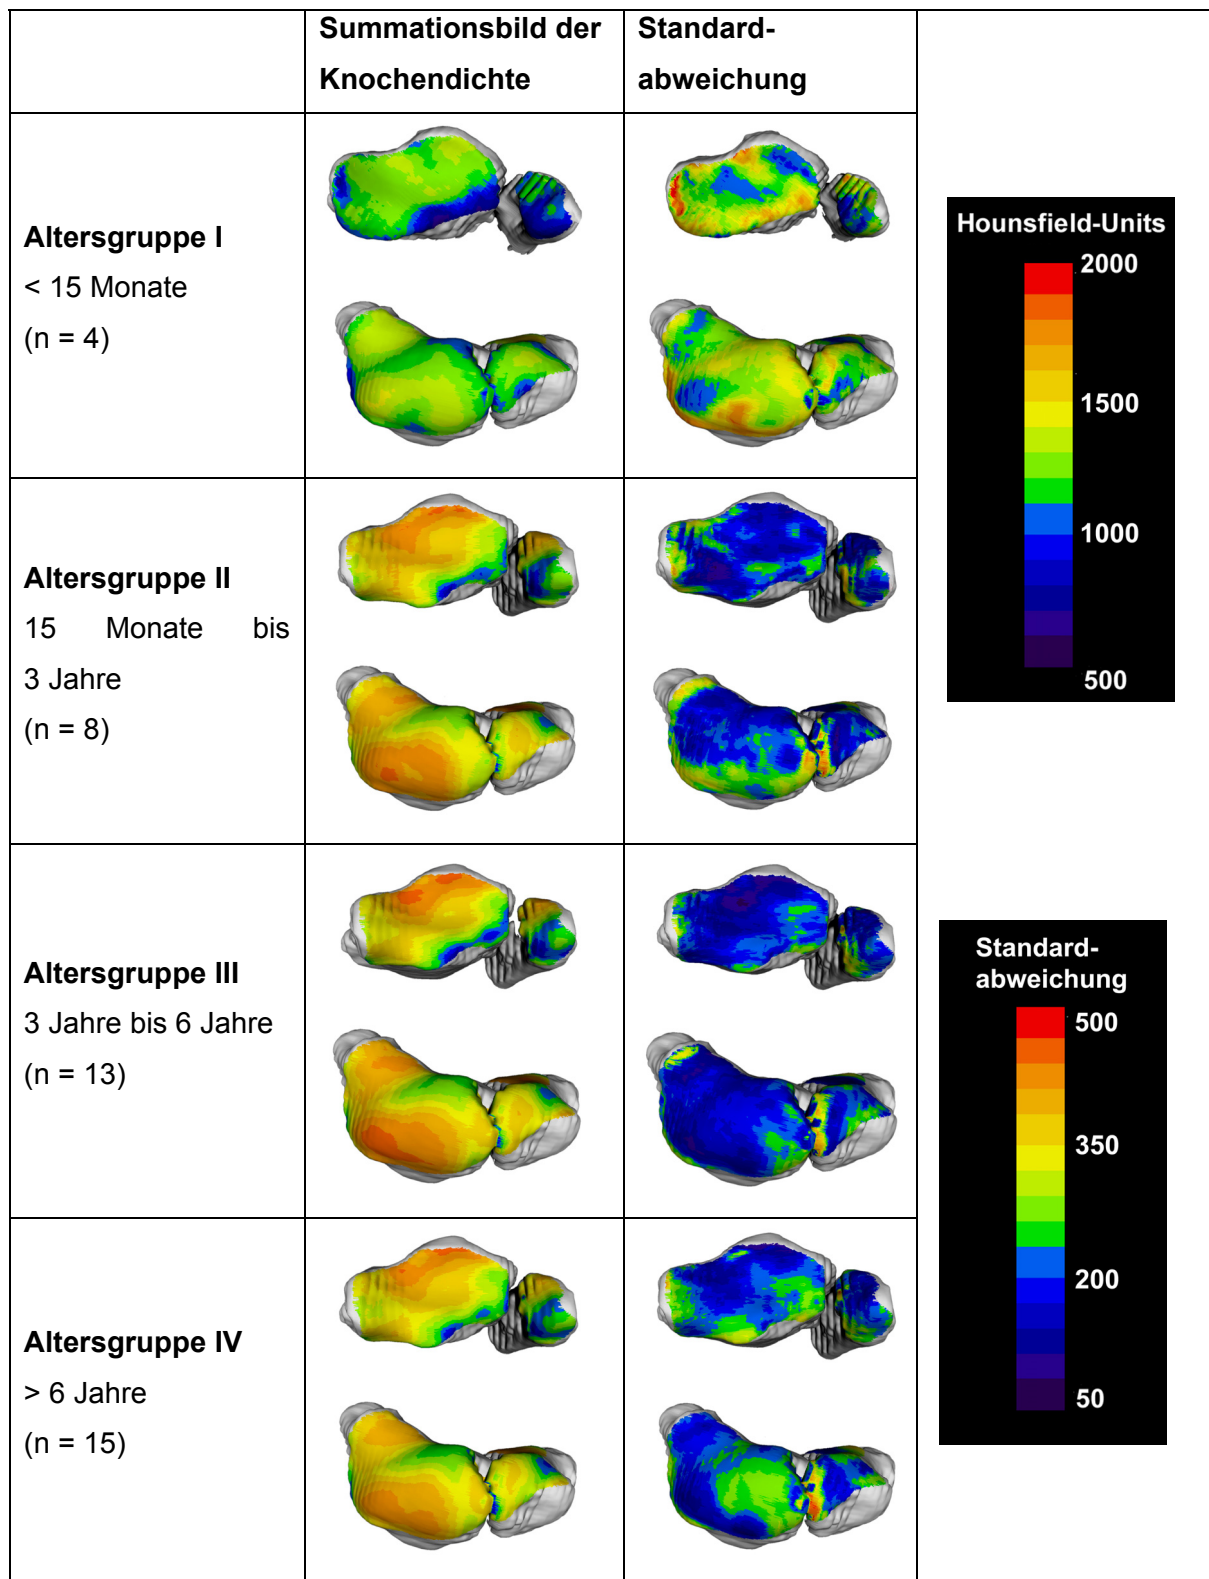 Summationsbild der
Knochendichte
Standard-
abweichung
Altersgruppe I
< 15 Monate
(n = 4)
Altersgruppe II
15 Monate bis
3 Jahre
(n = 8)
Altersgruppe III
3 Jahre bis 6 Jahre
(n = 13)
Altersgruppe IV
> 6 Jahre
(n = 15)
Hounsfield-Units
2000
1500
1000
500
Standard-
abweichung
500
350
200
50